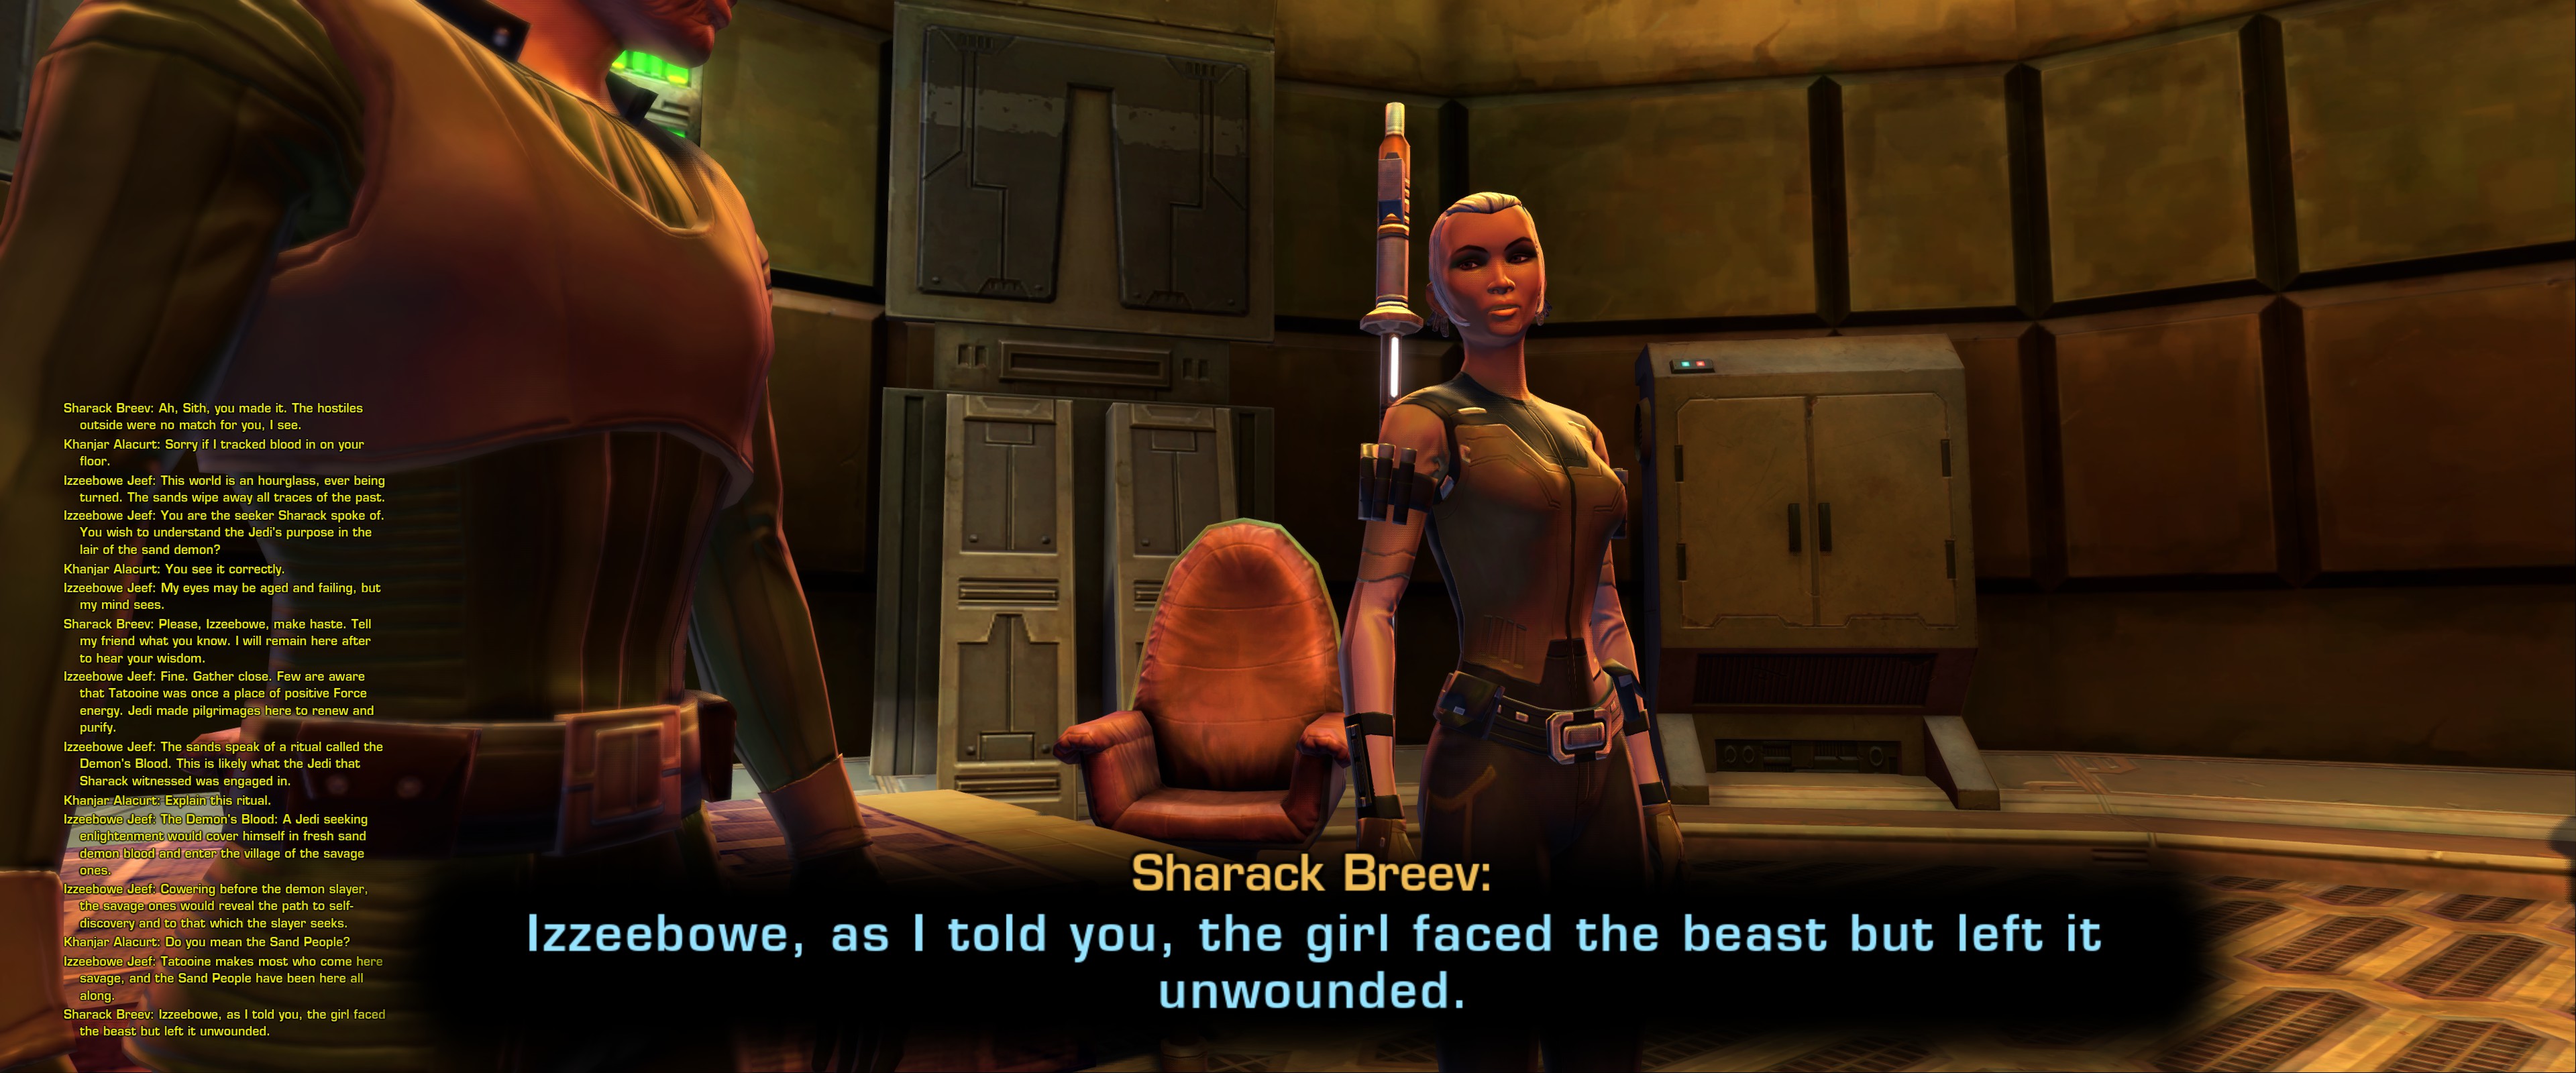 Sharack Breev: Ah, Sith, you made it. The hostiles
outside were no match for you, I see.
Khanjar Alacurt: Sorry if I tracked blood in on your
floor.
Izzeebowe Jeef: This world is an hourglass, ever being
turned. The sands wipe away all traces of the past.
Izzeebowe Jeef: You are the seeker Sharack spoke of.
You wish to understand the Jedi's purpose in the
lair of the sand demon?
Khanjar Alacurt: You see it correctly.
Izzeebowe Jeef: My eyes may be aged and failing, but
my mind sees.
Sharack Breev: Please, Izzeebowe, make haste. Tell
my friend what you know. I will remain here after
to hear your wisdom.
Izzeebowe Jeef: Fine. Gather close. Few are aware
that Tatooine was once a place of positive Force
energy. Jedi made pilgrimages here to renew and
purify.
Izzeebowe Jeef: The sands speak of a ritual called the
Demon's Blood. This is likely what the Jedi that
Sharack witnessed was engaged in.
Khanjar Alacurt: Explain this ritual.
Izzeebowe Jeef: The Demon's Blood: A Jedi seeking
enlightenment would cover himself in fresh sand
demon blood and enter the village of the savage
ones.
Izzeebowe Jeef: Cowering before the demon slayer,
the savage ones would reveal the path to self-
discovery and to that which the slayer seeks.
Khanjar Alacurt: Do you mean the Sand People?
Izzeebowe Jeef: Tatooine makes most who come here
savage, and the Sand People have been here all
along.
Sharack Breev: Izzeebowe, as I told you, the girl faced
the beast but left it unwounded.
Sharack Breev:
Izzeebowe, as I told you, the girl faced the beast but left it
unwounded.